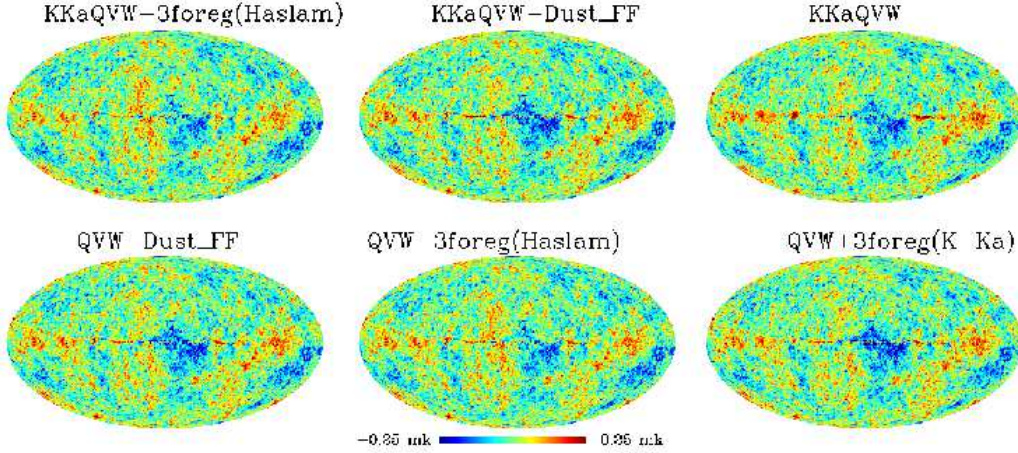 KKaQVW-3foreg(Haslam)
KKaQVW-Dust_FF
KKaQVW
QVW Dust_FF
QVW 3foreg(Haslam)
QVW+3foreg(K Ka)
-0.35 mk 0.35 mk